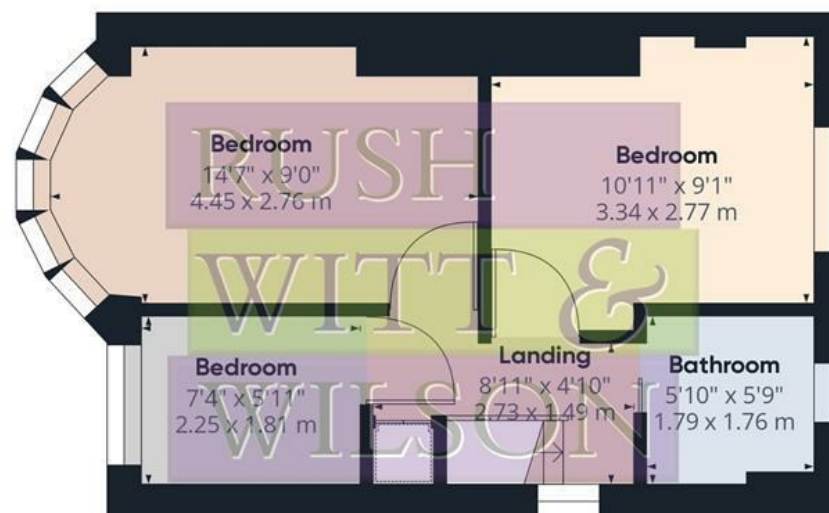 Bedroom
14'7" x 9'0"
4.45 x 2.76 m
Bedroom
10'11" x 9'1"
3.34 x 2.77 m
Bedroom
7'4" x 5'11"
2.25 x 1.81 m
Landing
8'11" x 4'10"
2.73 x 1.49 m
Bathroom
5'10" x 5'9"
1.79 x 1.76 m
RUSH
WITT &
WILSON